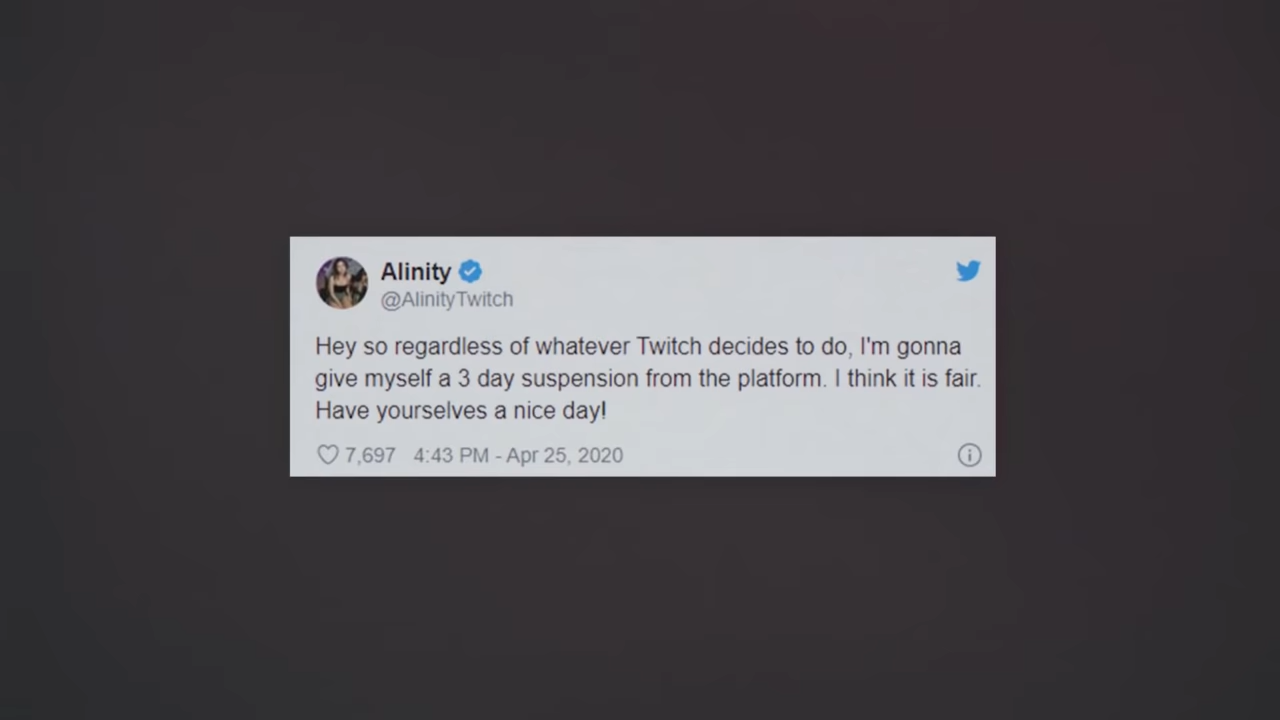 Alinity
@AlinityTwitch
Hey so regardless of whatever Twitch decides to do, I'm gonna
give myself a 3 day suspension from the platform. I think it is fair.
Have yourselves a nice day!
7,697 4:43 PM - Apr 25, 2020